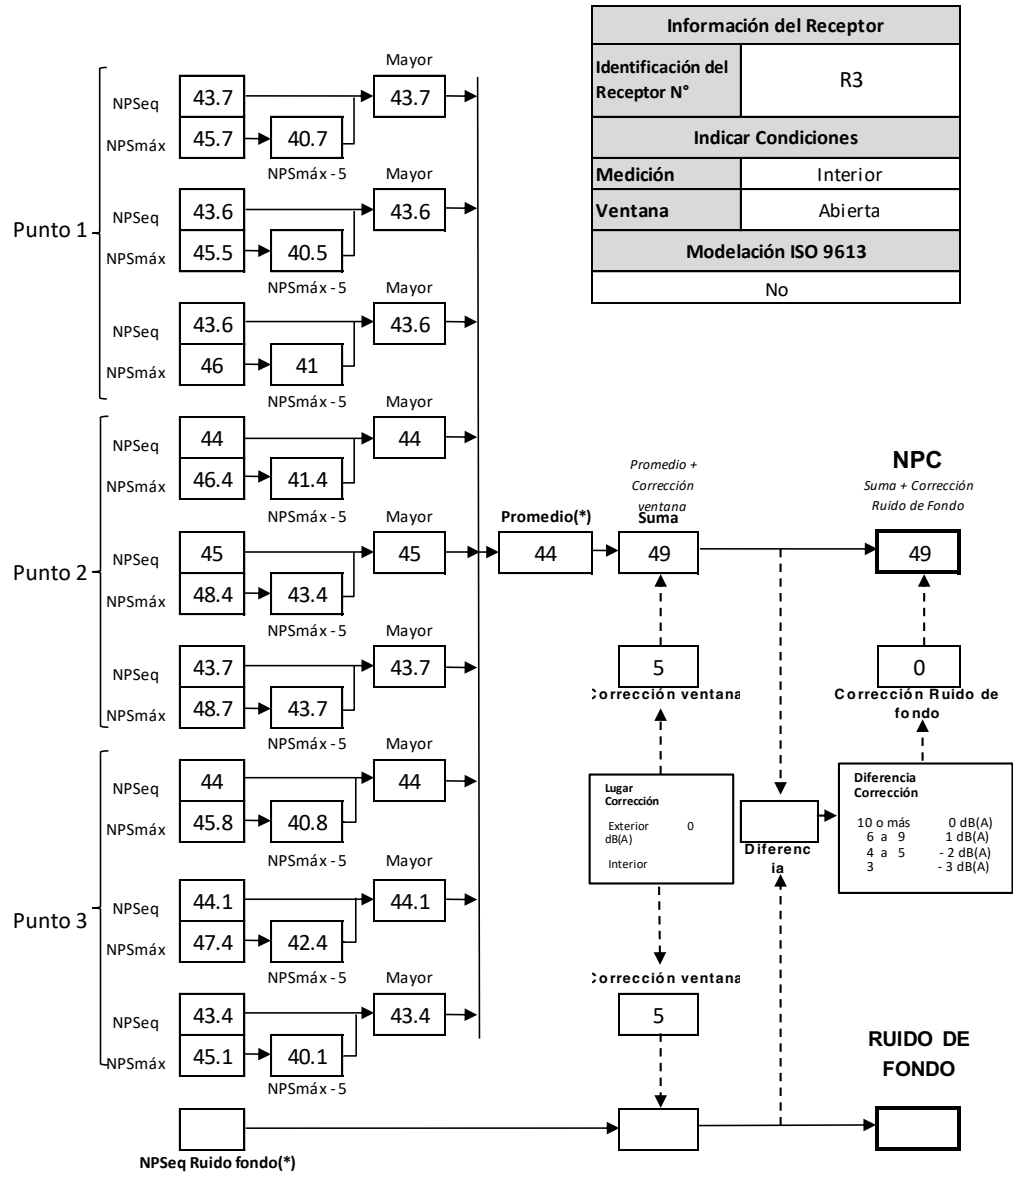 Información del Receptor
Identificación del
Receptor N°
R3
Indicar Condiciones
Medición
Interior
Ventana
Abierta
Modelación ISO 9613
No
Punto 1
Mayor
NPSeq
43.7
43.7
NPSmáx
45.7
40.7
NPSmáx - 5
Mayor
NPSeq
43.6
43.6
NPSmáx
45.5
40.5
NPSmáx - 5
Mayor
NPSeq
43.6
43.6
NPSmáx
46
41
NPSmáx - 5
Punto 2
Mayor
NPSeq
44
44
NPSmáx
46.4
41.4
NPSmáx - 5
Mayor
NPSeq
45
45
NPSmáx
48.4
43.4
NPSmáx - 5
Mayor
NPSeq
43.7
43.7
NPSmáx
48.7
43.7
NPSmáx - 5
Punto 3
Mayor
NPSeq
44
44
NPSmáx
45.8
40.8
NPSmáx - 5
Mayor
NPSeq
44.1
44.1
NPSmáx
47.4
42.4
NPSmáx - 5
Mayor
NPSeq
43.4
43.4
NPSmáx
45.1
40.1
NPSmáx - 5
NPSeq Ruido fondo(*)
Promedio(*)
44
Promedio +
Corrección
ventana
Suma
49
5
Corrección ventana
Lugar
Corrección
Exterior 0
dB(A)
Interior
Corrección ventana
5
NPC
Suma + Corrección
Ruido de Fondo
49
0
Corrección Ruido de
fondo
Diferenc
ia
Diferencia
Corrección
10 o más 0 dB(A)
6 a 9 1 dB(A)
4 a 5 - 2 dB(A)
3 - 3 dB(A)
RUIDO DE
FONDO